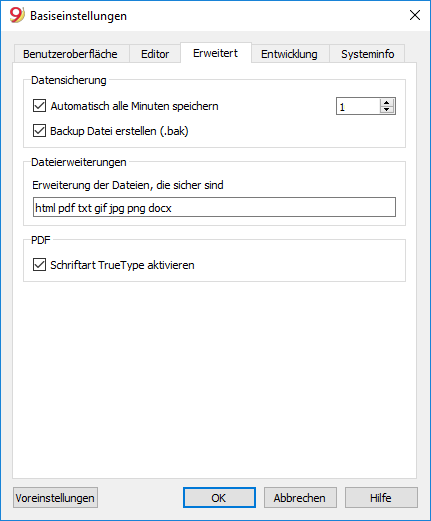 9 Basiseinstellungen
Benutzeroberfläche Editor Erweitert Entwicklung Systeminfo
Datensicherung
Automatisch alle Minuten speichern 1
Backup Datei erstellen (.bak)
Dateierweiterungen
Erweiterung der Dateien, die sicher sind
html pdf txt gif jpg png docx
PDF
Schriftart TrueType aktivieren
Voreinstellungen OK Abbrechen Hilfe